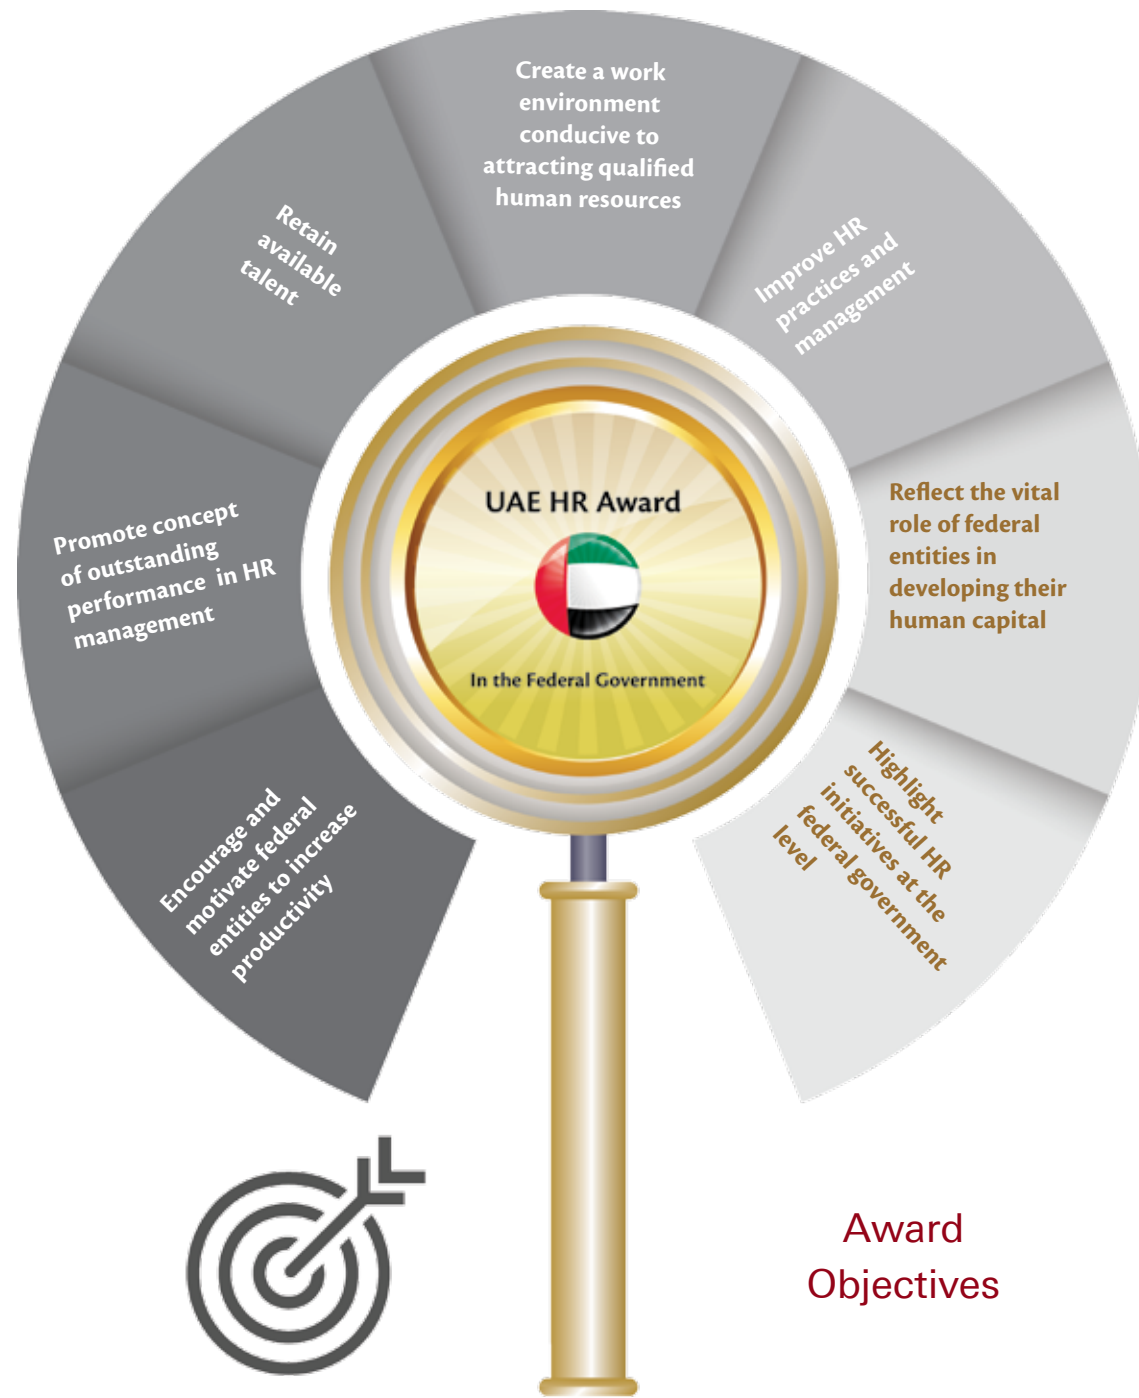 Create a work
environment
conducive to
attracting qualified
human resources
Retain
available
talent
Improve HR
practices and
management
Promote concept
of outstanding
performance in HR
management
UAE HR Award
In the Federal Government
Reflect the vital
role of federal
entities in
developing their
human capital
Encourage and
motivate federal
entities to increase
productivity
Highlight
successful HR
initiatives at the
federal government
level
Award
Objectives